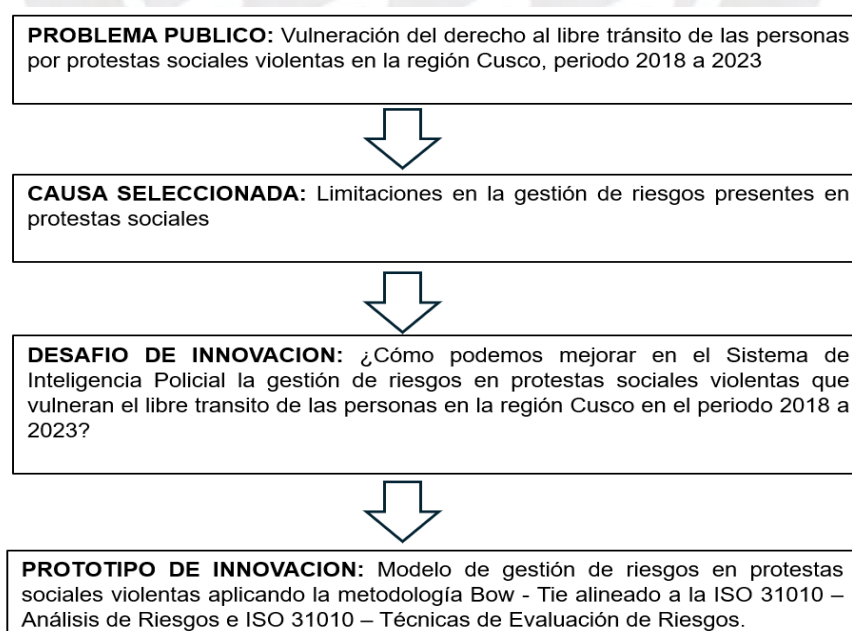 PROBLEMA PUBLICO: Vulneración del derecho al libre tránsito de las personas
por protestas sociales violentas en la región Cusco, periodo 2018 a 2023
CAUSA SELECCIONADA: Limitaciones en la gestión de riesgos presentes en
protestas sociales
DESAFIO DE INNOVACION: ¿Cómo podemos mejorar en el Sistema de
Inteligencia Policial la gestión de riesgos en protestas sociales violentas que
vulneran el libre transito de las personas en la región Cusco en el periodo 2018 a
2023?
PROTOTIPO DE INNOVACION: Modelo de gestión de riesgos en protestas
sociales violentas aplicando la metodología Bow - Tie alineado a la ISO 31010 –
Análisis de Riesgos e ISO 31010 – Técnicas de Evaluación de Riesgos.